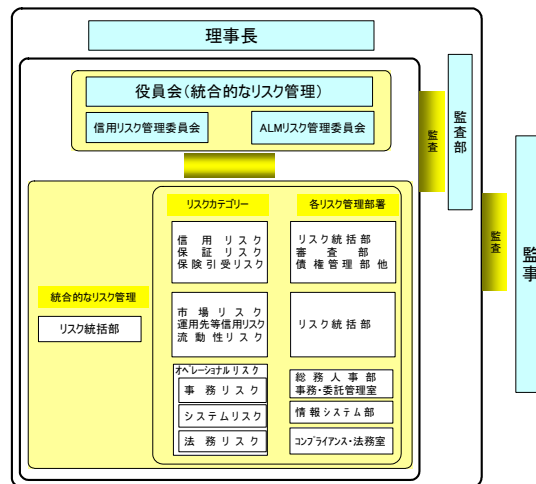 理事長
役員会（統合的なリスク管理）
信用リスク管理委員会
ALMリスク管理委員会
監査
監査部
監査
監事
リスクカテゴリー
各リスク管理部署
信用リスク
保証リスク
保険引受リスク
リスク統括部
審査部
債権管理部他
統合的なリスク管理
リスク統括部
市場リスク
運用先等信用リスク
流動性リスク
リスク統括部
オペレーショナルリスク
事務リスク
システムリスク
法務リスク
総務人事部
事務・委託管理室
情報システム部
コンプライアンス・法務室